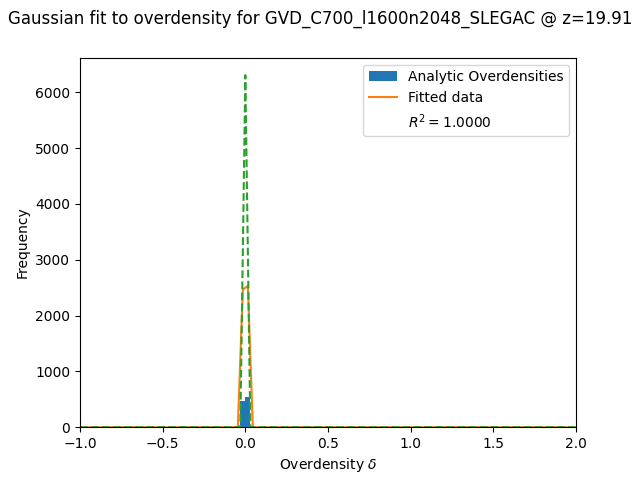 Gaussian fit to overdensity for GVD_C700_l1600n2048_SLEGAC @ z=19.91
Analytic Overdensities
Fitted data
R² = 1.0000
Frequency
6000
5000
4000
3000
2000
1000
0
−1.0 −0.5 0.0 0.5 1.0 1.5 2.0
Overdensity δ